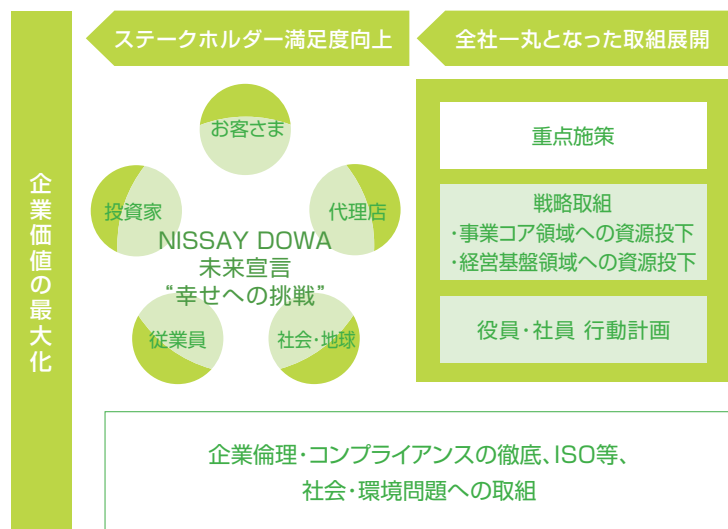 ステークホルダー満足度向上
全社一丸となった取組展開
企業価値の最大化
お客さま
投資家
代理店
NISSAY DOWA
未来宣言
“幸せへの挑戦”
従業員
社会・地球
重点施策
戦略取組
・事業コア領域への資源投下
・経営基盤領域への資源投下
役員・社員 行動計画
企業倫理・コンプライアンスの徹底、ISO等、
社会・環境問題への取組